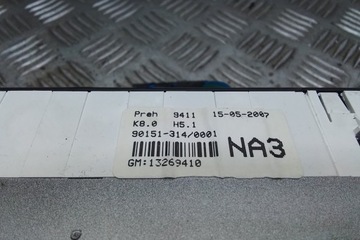 Preh 9411 15-05-2007
K8.0 H5.1
90151-314/0001
NA3
GM:13269410